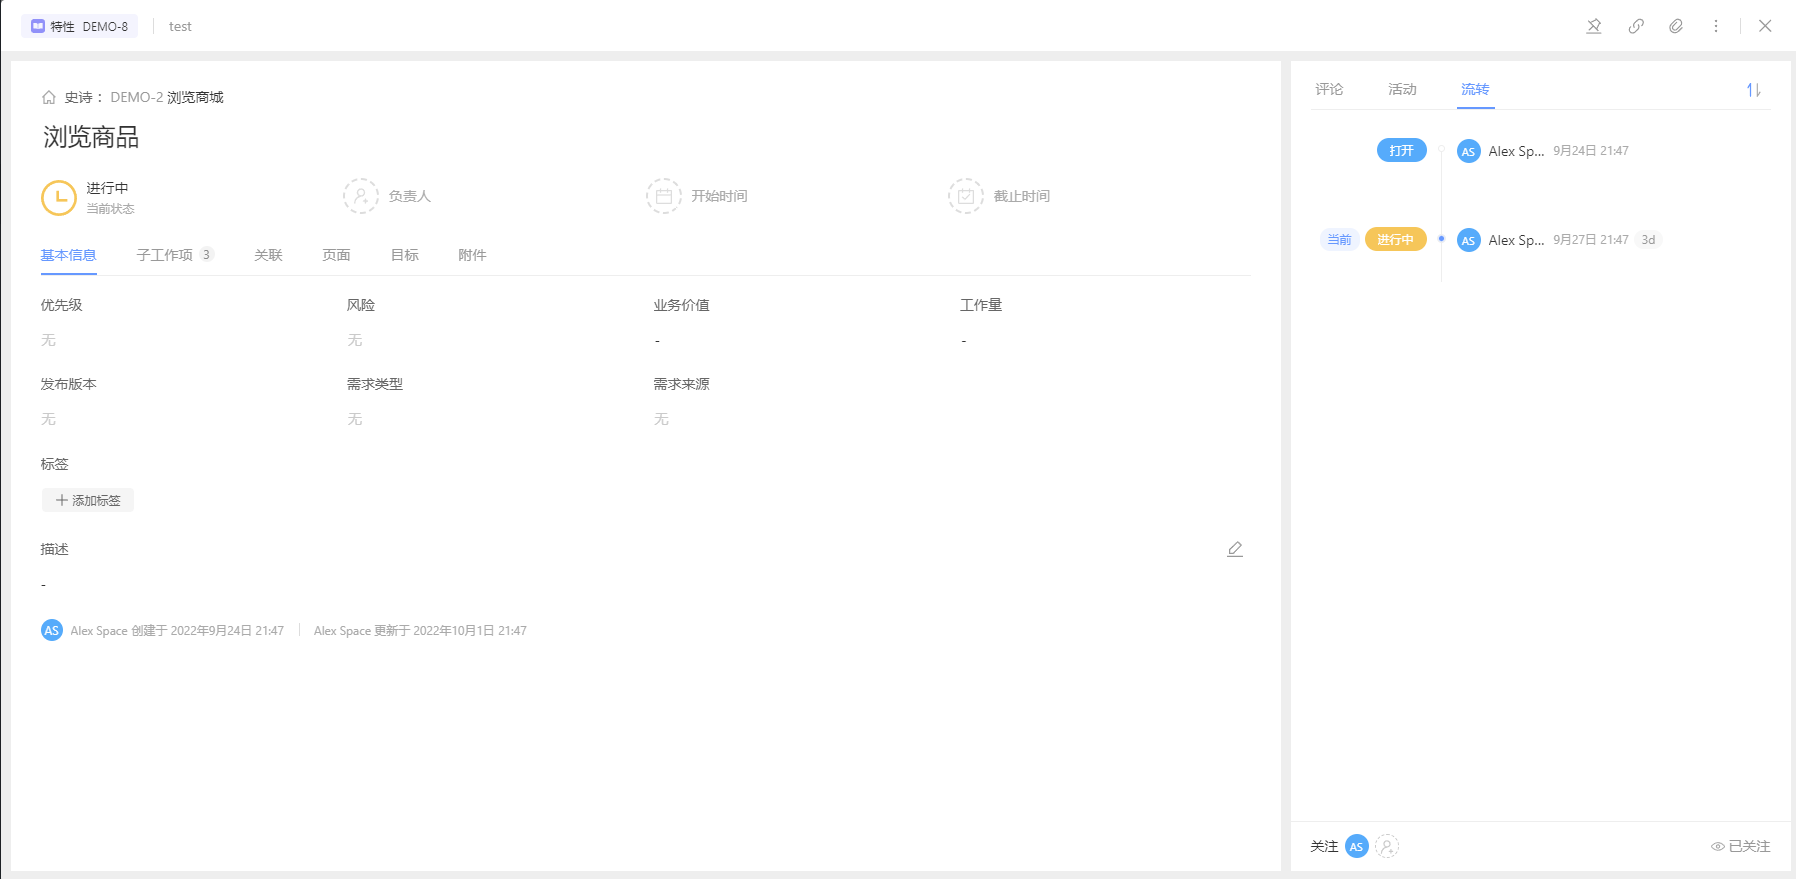 特性 DEMO-8 test
史诗： DEMO-2 浏览商城
浏览商品
进行中
当前状态
负责人
开始时间
截止时间
基本信息 子工作项 3 关联 页面 目标 附件
优先级 风险 业务价值 工作量
无 无 - -
发布版本 需求类型 需求来源
无 无 无
标签
添加标签
描述
-
AS Alex Space 创建于 2022年9月24日 21:47 Alex Space 更新于 2022年10月1日 21:47
评论 活动 流转
打开 AS Alex Sp... 9月24日 21:47
当前 进行中 AS Alex Sp... 9月27日 21:47 3d
关注 AS 已关注